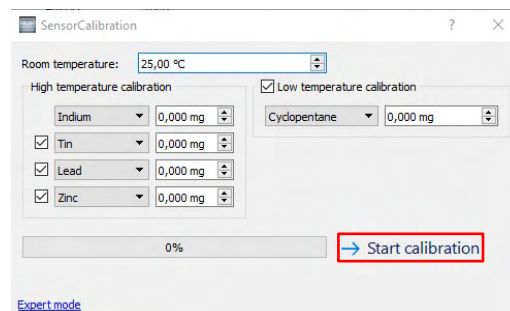 SensorCalibration ? ×
Room temperature: 25,00 ºC
High temperature calibration
Indium 0,000 mg
Tin 0,000 mg
Lead 0,000 mg
Zinc 0,000 mg
Low temperature calibration
Cyclopentane 0,000 mg
0%
→ Start calibration
Expert mode